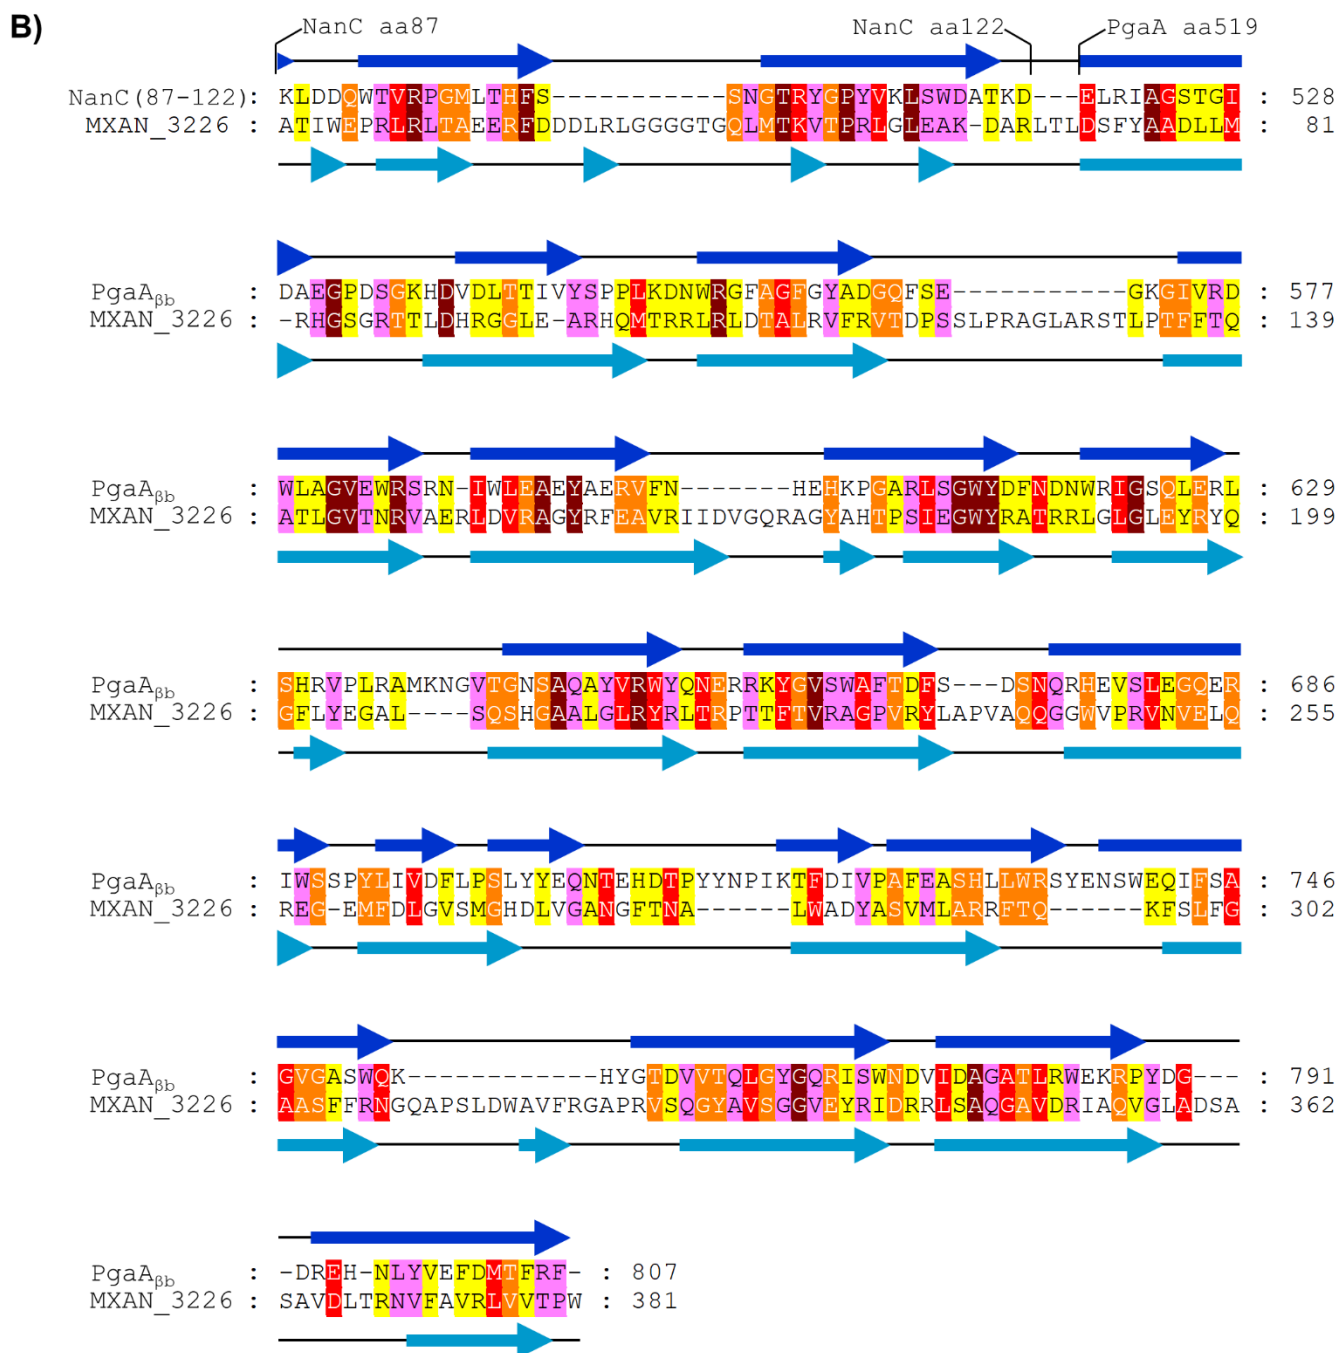 B)
NanC aa87 NanC aa122 PgaA aa519
NanC(87-122): KLDDQWTVRPGMLTHFS-----------SNGTRYGPYVKLSWDATKD---ELRIAGSTGI : 528
MXAN_3226 : ATIWEPRLRLTAEERFDDDLRLGGGGTGQLMTKVTPRLGLEAK-DARLTLDSFYAADLLM : 81
PgaAβb : DAEGPDSGKHDVDLTTIVYSPPLKDNWRGFAGFGYADGQFSE-----------GKGIVRD : 577
MXAN_3226 : -RHGSGRTTLDHRGGLE-ARHQMTRRLRLDTALRVFRVTDPSSLPRAGLARSTLPTFFTQ : 139
PgaAβb : WLAGVEWRSRN-IWLEAEYAERVFN-------HEHKPGARLSGWYDFNDNWRIGSQLERL : 629
MXAN_3226 : ATLGVTNRVAERLDVRAGYRFEAVRIIDVGQRAGYAHTPSIEGWYRATRRLGLGLEYRYQ : 199
PgaAβb : SHRVPLRAMKNGVTGNSAQAYVRWYQNERRKYGVSWAFTDFS---DSNQRHEVSLEGQER : 686
MXAN_3226 : GFLYEGAL----SQSHGAALGLRYRLTRPTTFTVRAGPVRYLAPVAQQGGWVPRVNVELQ : 255
PgaAβb : IWSSPYLIVDFLPSLYYEQNTEHDTPYYNPIKTFDIVPAFEASHLLWRSYENSWEQIFSA : 746
MXAN_3226 : REG-EMFDLGVSMGHDLVGANGFTNA------LWADYASVMLARRFTQ------KFSLFG : 302
PgaAβb : GVGASWQK------------HYGTDVVTQLGYGQRISWNDVIDAGATLRWEKRPYDG--- : 791
MXAN_3226 : AASFFRNGQAPSLDWAVFRGAPRVSQGYAVSGGVEYRIDRRLSAQGAVDRIAQVGLADSA : 362
PgaAβb : -DREH-NLYVEFDMTFRF- : 807
MXAN_3226 : SAVDLTRNVFAVRLVVTPW : 381